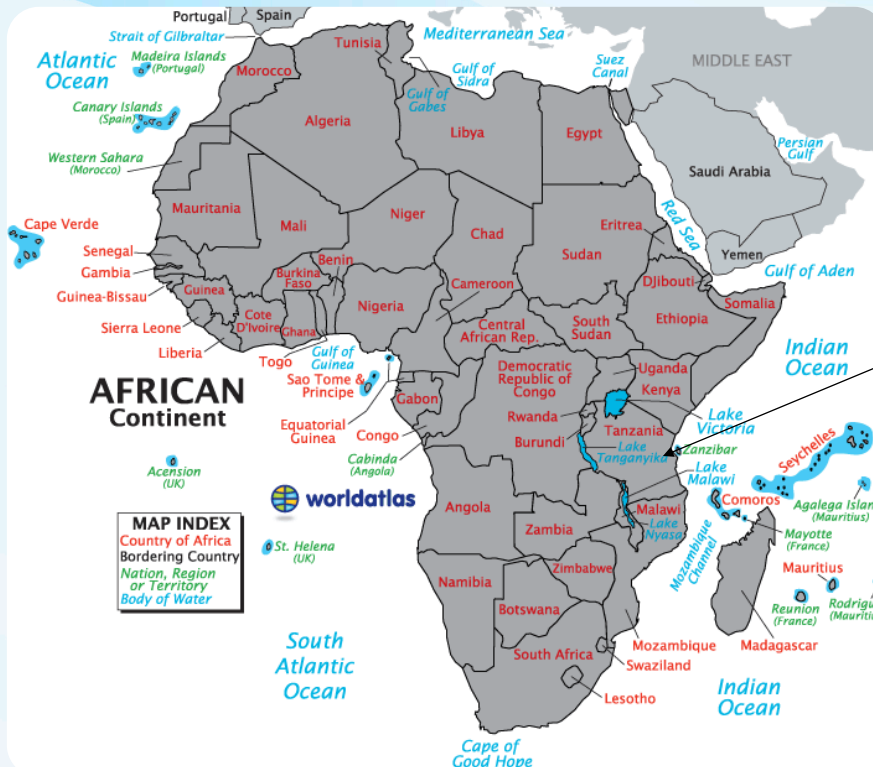 Portugal
Spain
Strait of Gilbraltar
Mediterranean Sea
Atlantic
Ocean
Madeira Islands
(Portugal)
Tunisia
Morocco
Gulf of
Sidra
Gulf of
Gabes
Suez
Canal
MIDDLE EAST
Canary Islands
(Spain)
Algeria
Libya
Egypt
Persian
Gulf
Saudi Arabia
Western Sahara
(Morocco)
Red Sea
Mauritania
Mali
Niger
Chad
Sudan
Eritrea
Yemen
Cape Verde
Senegal
Gambia
Guinea-Bissau
Guinea
Burkina
Faso
Benin
Nigeria
Cameroon
Djibouti
Gulf of Aden
Somalia
Ethiopia
Sierra Leone
Cote
D'Ivoire
Ghana
Central
African Rep.
South
Sudan
Liberia
Togo
Gulf of
Guinea
Indian
Ocean
AFRICAN
Continent
Sao Tome &
Principe
Gabon
Democratic
Republic of
Congo
Uganda
Kenya
Rwanda
Lake
Victoria
Equatorial
Guinea
Congo
Burundi
Tanzania
Lake
Tanganyika
Zanzibar
Cabinda
(Angola)
Acension
(UK)
Lake
Malawi
Seychelles
worldatlas
Angola
Malawi
Comoros
Agalega Islan
(Mauritius)
Zambia
Lake
Nyasa
Mayotte
(France)
MAP INDEX
Country of Africa
Bordering Country
Nation, Region
or Territory
Body of Water
St. Helena
(UK)
Mozambique
Channel
Zimbabwe
Mauritius
Namibia
Botswana
Reunion
(France)
Rodrigu
(Mauriti
South
Atlantic
Ocean
South Africa
Mozambique
Swaziland
Madagascar
Lesotho
Indian
Ocean
Cape of
Good Hope